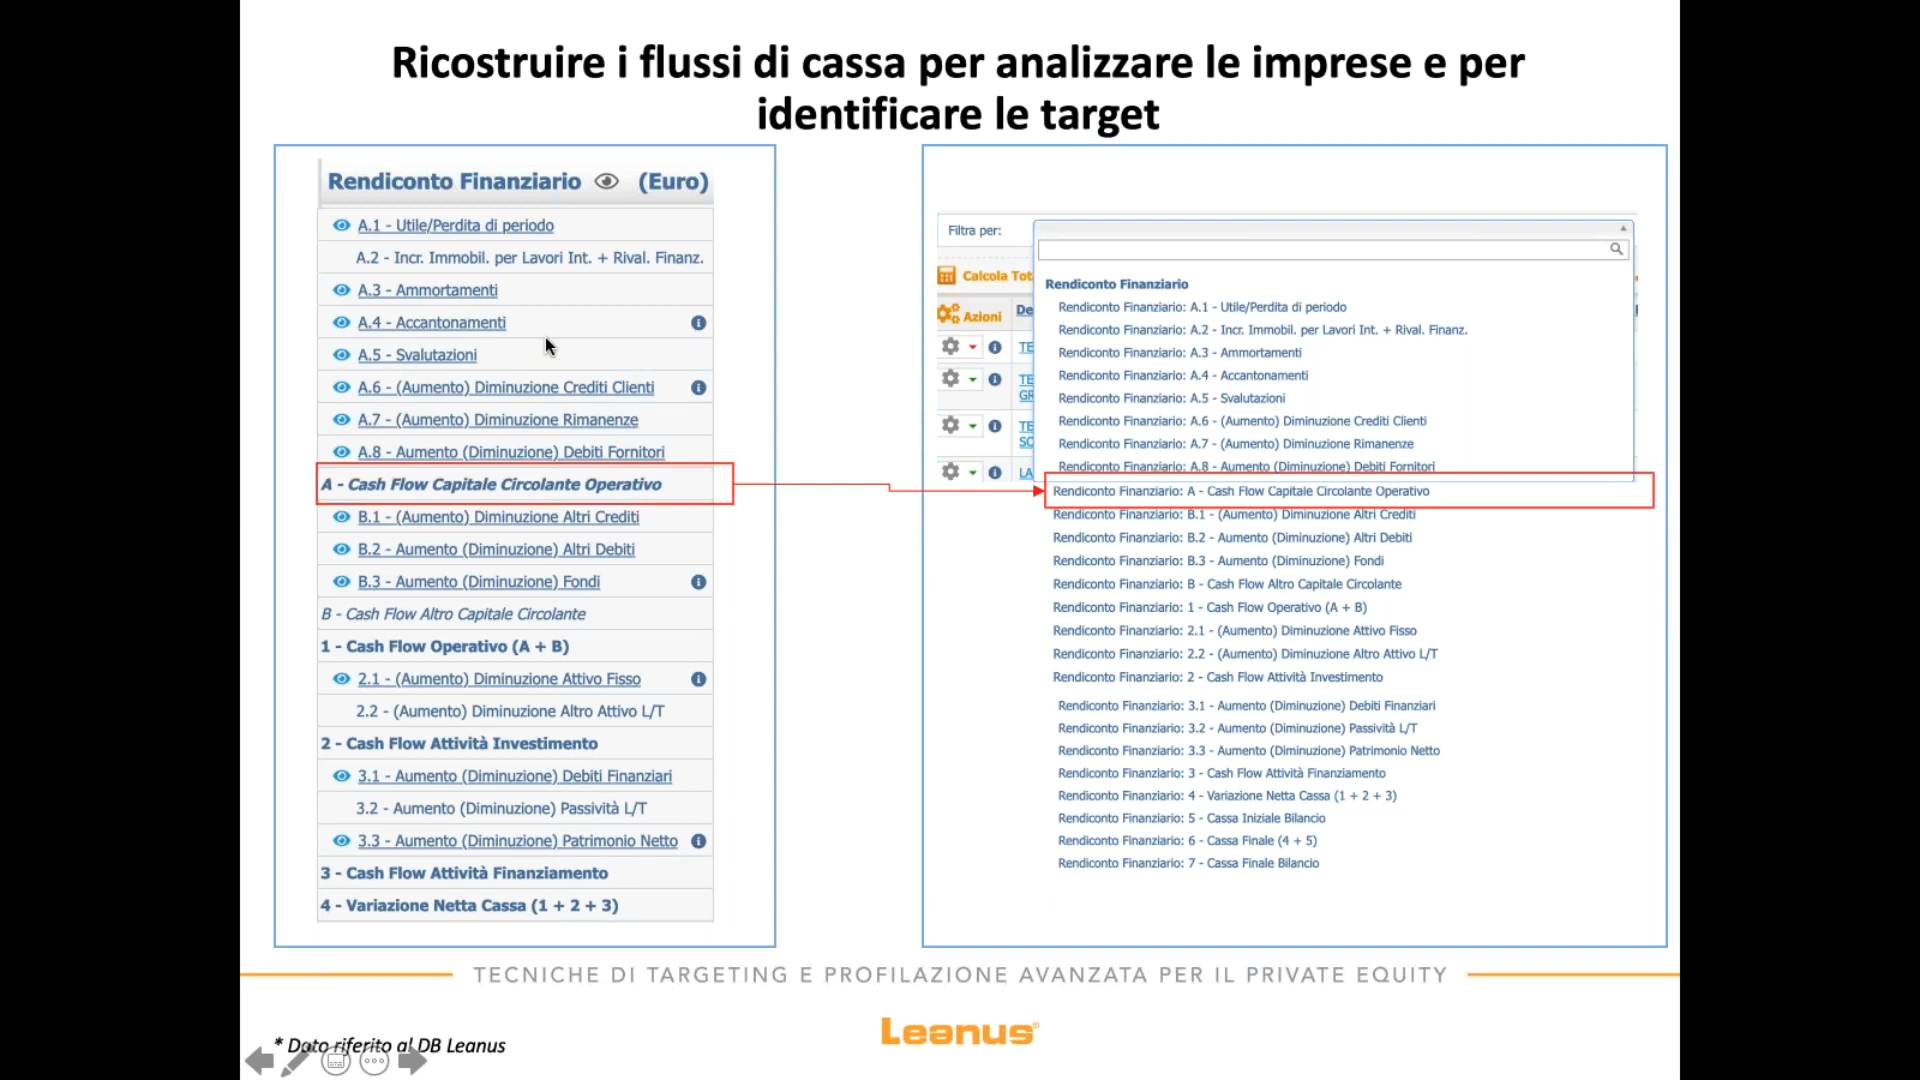 Ricostruire i flussi di cassa per analizzare le imprese e per
identificare le target
Rendiconto Finanziario (Euro)
A.1 - Utile/Perdita di periodo
A.2 - Incr. Immobil. per Lavori Int. + Rival. Finanz.
A.3 - Ammortamenti
A.4 - Accantonamenti
A.5 - Svalutazioni
A.6 - (Aumento) Diminuzione Crediti Clienti
A.7 - (Aumento) Diminuzione Rimanenze
A.8 - Aumento (Diminuzione) Debiti Fornitori
A - Cash Flow Capitale Circolante Operativo
B.1 - (Aumento) Diminuzione Altri Crediti
B.2 - Aumento (Diminuzione) Altri Debiti
B.3 - Aumento (Diminuzione) Fondi
B - Cash Flow Altro Capitale Circolante
1 - Cash Flow Operativo (A + B)
2.1 - (Aumento) Diminuzione Attivo Fisso
2.2 - (Aumento) Diminuzione Altro Attivo L/T
2 - Cash Flow Attività Investimento
3.1 - Aumento (Diminuzione) Debiti Finanziari
3.2 - Aumento (Diminuzione) Passività L/T
3.3 - Aumento (Diminuzione) Patrimonio Netto
3 - Cash Flow Attività Finanziamento
4 - Variazione Netta Cassa (1 + 2 + 3)
Filtra per:
Calcola Tot
Azioni
De
TE
TE
GR
TE
SO
LA
Rendiconto Finanziario
Rendiconto Finanziario: A.1 - Utile/Perdita di periodo
Rendiconto Finanziario: A.2 - Incr. Immobil. per Lavori Int. + Rival. Finanz.
Rendiconto Finanziario: A.3 - Ammortamenti
Rendiconto Finanziario: A.4 - Accantonamenti
Rendiconto Finanziario: A.5 - Svalutazioni
Rendiconto Finanziario: A.6 - (Aumento) Diminuzione Crediti Clienti
Rendiconto Finanziario: A.7 - (Aumento) Diminuzione Rimanenze
Rendiconto Finanziario: A.8 - Aumento (Diminuzione) Debiti Fornitori
Rendiconto Finanziario: A - Cash Flow Capitale Circolante Operativo
Rendiconto Finanziario: B.1 - (Aumento) Diminuzione Altri Crediti
Rendiconto Finanziario: B.2 - Aumento (Diminuzione) Altri Debiti
Rendiconto Finanziario: B.3 - Aumento (Diminuzione) Fondi
Rendiconto Finanziario: B - Cash Flow Altro Capitale Circolante
Rendiconto Finanziario: 1 - Cash Flow Operativo (A + B)
Rendiconto Finanziario: 2.1 - (Aumento) Diminuzione Attivo Fisso
Rendiconto Finanziario: 2.2 - (Aumento) Diminuzione Altro Attivo L/T
Rendiconto Finanziario: 2 - Cash Flow Attività Investimento
Rendiconto Finanziario: 3.1 - Aumento (Diminuzione) Debiti Finanziari
Rendiconto Finanziario: 3.2 - Aumento (Diminuzione) Passività L/T
Rendiconto Finanziario: 3.3 - Aumento (Diminuzione) Patrimonio Netto
Rendiconto Finanziario: 3 - Cash Flow Attività Finanziamento
Rendiconto Finanziario: 4 - Variazione Netta Cassa (1 + 2 + 3)
Rendiconto Finanziario: 5 - Cassa Iniziale Bilancio
Rendiconto Finanziario: 6 - Cassa Finale (4 + 5)
Rendiconto Finanziario: 7 - Cassa Finale Bilancio
TECNICHE DI TARGETING E PROFILAZIONE AVANZATA PER IL PRIVATE EQUITY
Leanus®
* Dato riferito al DB Leanus